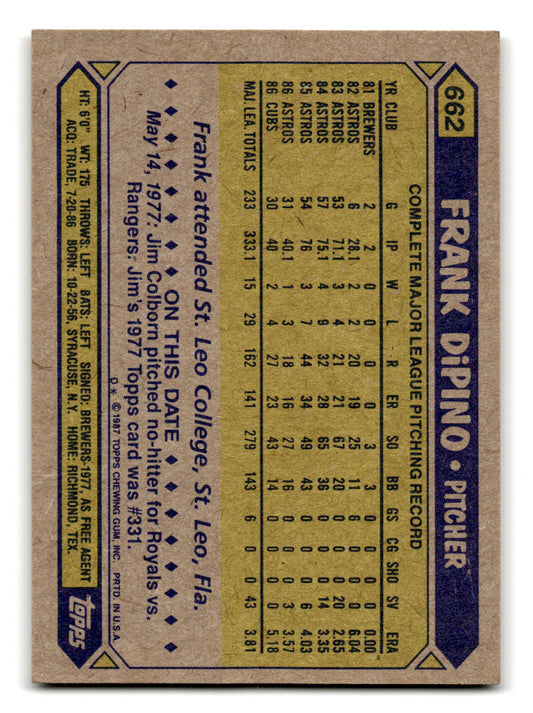 662 FRANK DiPINO • PITCHER
COMPLETE MAJOR LEAGUE PITCHING RECORD
YR CLUB G IP W L R ER SO BB GS CG SHO SV ERA
81 BREWERS 2 2 0 0 0 0 3 3 0 0 0 0 0.00
82 ASTROS 6 28.1 2 2 20 19 25 11 6 0 0 0 6.04
83 ASTROS 53 71.1 3 4 21 21 67 20 0 0 0 20 2.65
84 ASTROS 57 75.1 4 9 32 28 65 36 0 0 0 14 3.35
85 ASTROS 54 76 3 7 44 34 49 43 0 0 0 6 4.03
86 ASTROS 31 40.1 1 3 18 16 27 16 0 0 0 3 3.57
86 CUBS 30 40 2 4 27 23 43 14 0 0 0 0 5.18
MAJ. LEA. TOTALS 233 333.1 15 29 162 141 279 143 6 0 0 43 3.81
Frank attended St. Leo College, St. Leo, Fla.
♦ ♦ ♦ ♦ ♦ ♦ ON THIS DATE ♦ ♦ ♦ ♦ ♦ ♦
May 14, 1977: Jim Colborn pitched no-hitter for Royals vs.
Rangers; Jim's 1977 Topps card was #331.
D* ©1987 TOPPS CHEWING GUM, INC. PRTD. IN U.S.A.
HT: 6'0" WT: 175 THROWS: LEFT BATS: LEFT SIGNED: BREWERS-1977 AS FREE AGENT
ACQ: TRADE, 7-20-86 BORN: 10-22-56, SYRACUSE, N.Y. HOME: RICHMOND, TEX.
topps